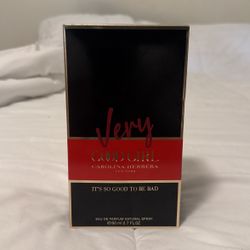 Very
GOOD GIRL
CAROLINA HERRERA
NEW YORK
IT'S SO GOOD TO BE BAD
EAU DE PARFUM NATURAL SPRAY
℮ 80 ml 2.7 FL.OZ